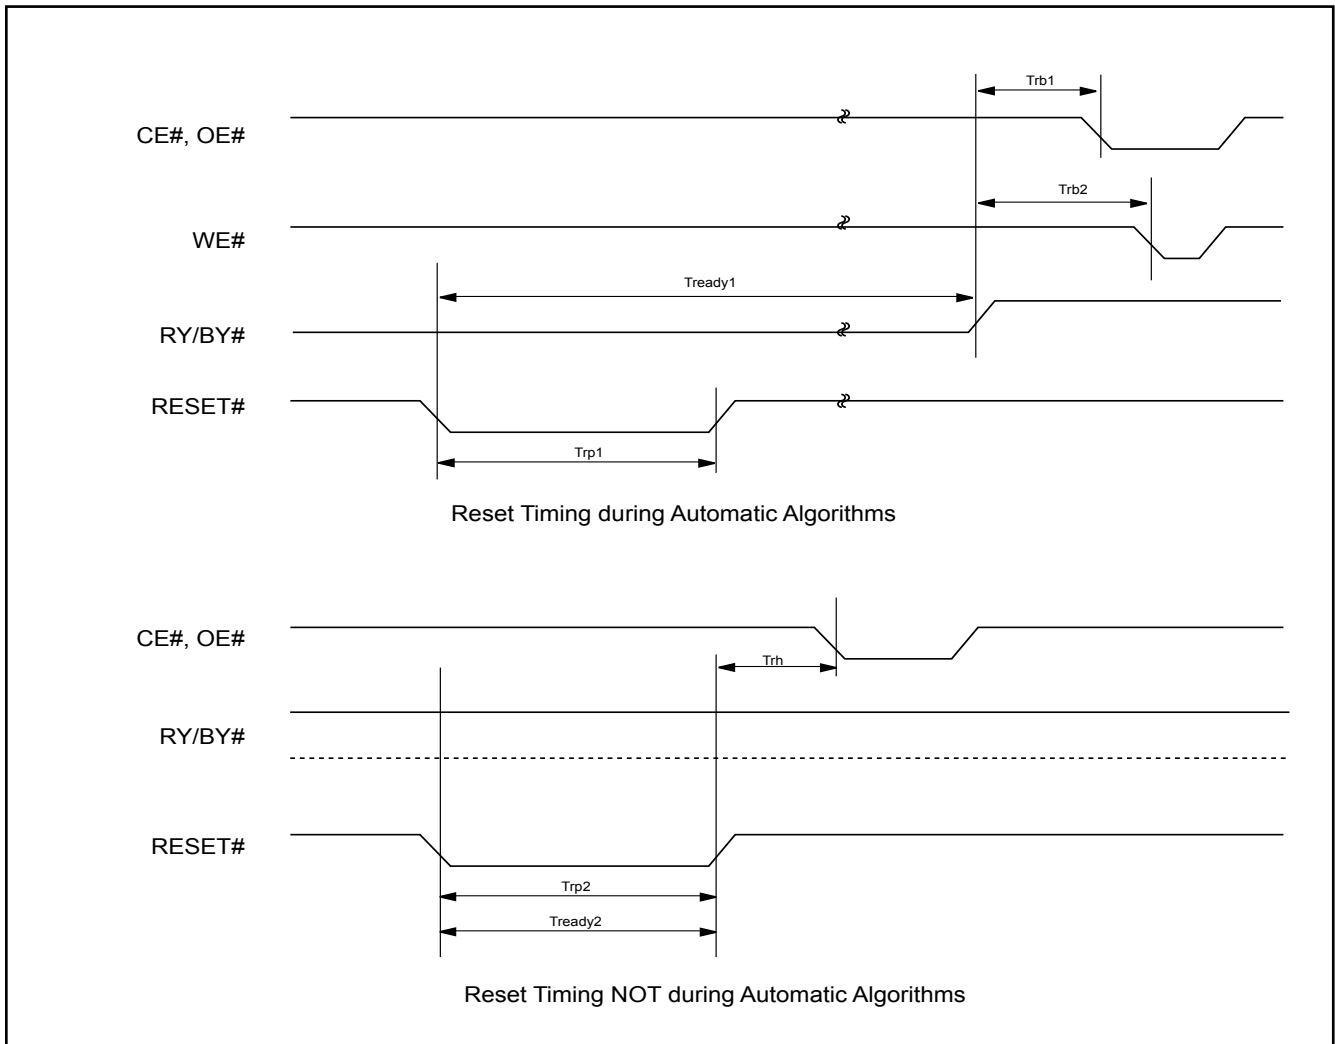 Trb1
CE#, OE#
Trb2
WE#
Tready1
RY/BY#
RESET#
Trp1
Reset Timing during Automatic Algorithms
CE#, OE#
Trh
RY/BY#
RESET#
Trp2
Tready2
Reset Timing NOT during Automatic Algorithms